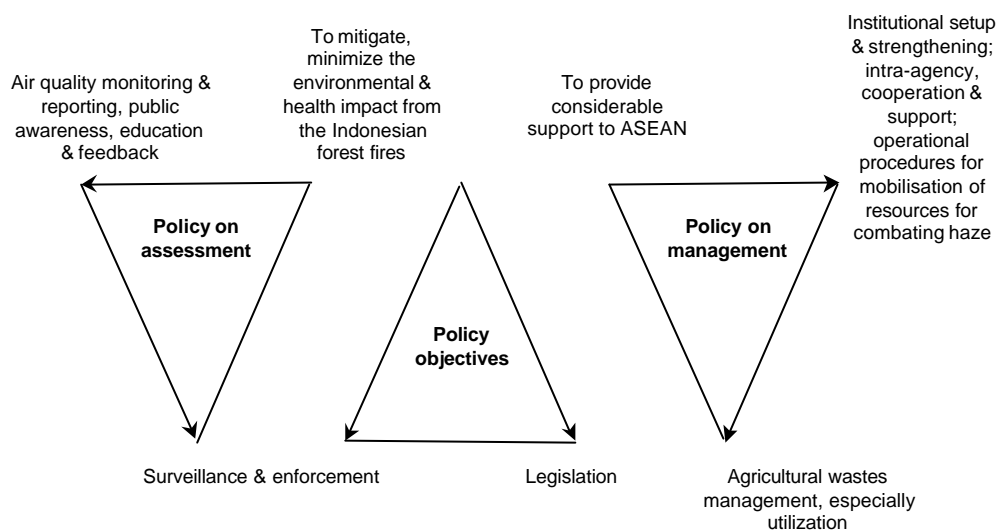 Air quality monitoring &
reporting, public
awareness, education
& feedback
To mitigate,
minimize the
environmental &
health impact from
the Indonesian
forest fires
To provide
considerable
support to ASEAN
Institutional setup
& strengthening;
intra-agency,
cooperation &
support;
operational
procedures for
mobilisation of
resources for
combating haze
Policy on
assessment
Policy
objectives
Policy on
management
Surveillance & enforcement
Legislation
Agricultural wastes
management, especially
utilization